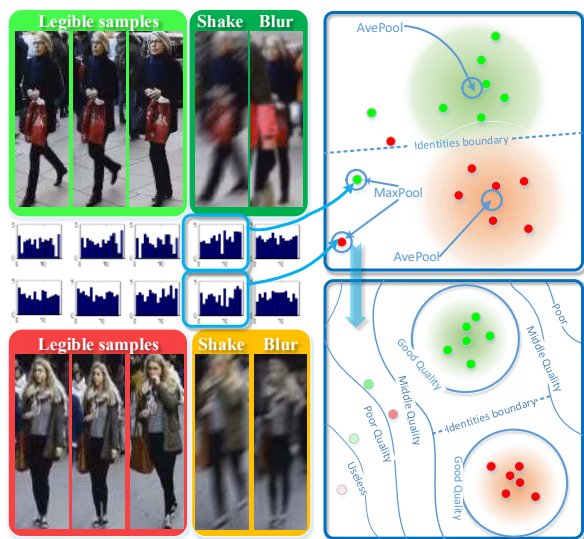 Legible samples
Shake
Blur
AvePool
Identities boundary
MaxPool
AvePool
Legible samples
Shake
Blur
Poor
Middle Quality
Good Quality
Middle Quality
Poor Quality
Identities boundary
Good Quality
Useless